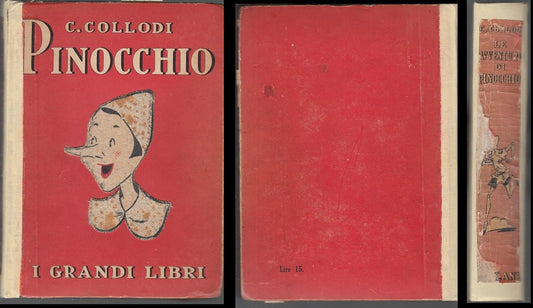 C. COLLODI
PINOCCHIO
I GRANDI LIBRI
Lire 15.
C. COLLODI
LE
AVVENTURE
DI
PINOCCHIO